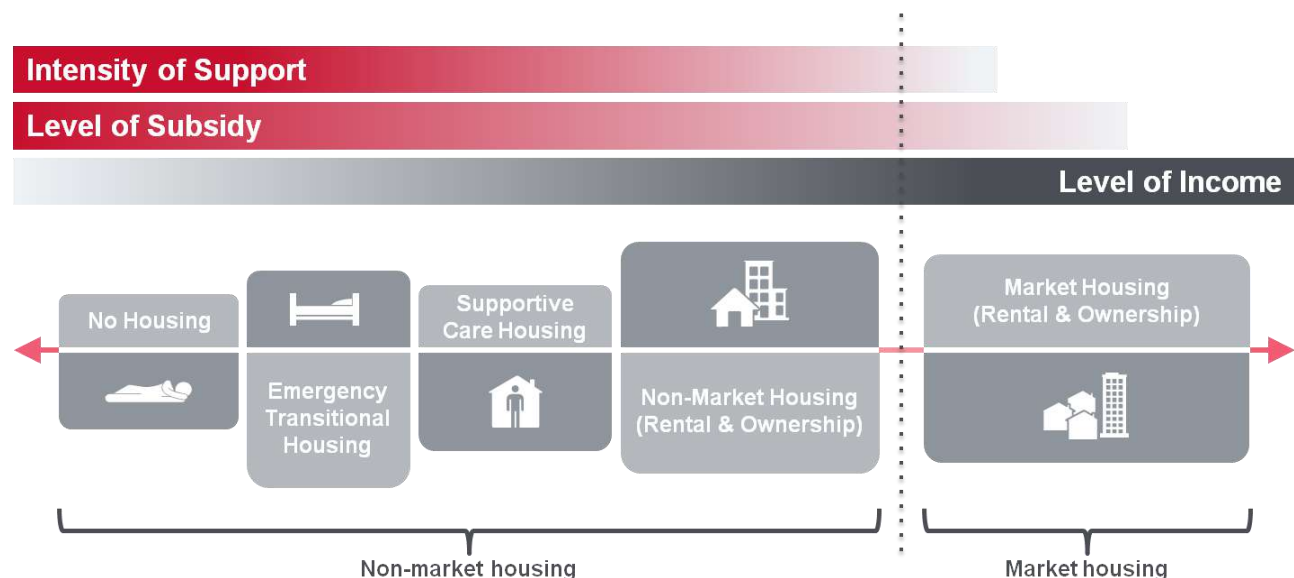 Intensity of Support
Level of Subsidy
Level of Income
No Housing
Emergency
Transitional
Housing
Supportive
Care Housing
Non-Market Housing
(Rental & Ownership)
Market Housing
(Rental & Ownership)
Non-market housing
Market housing